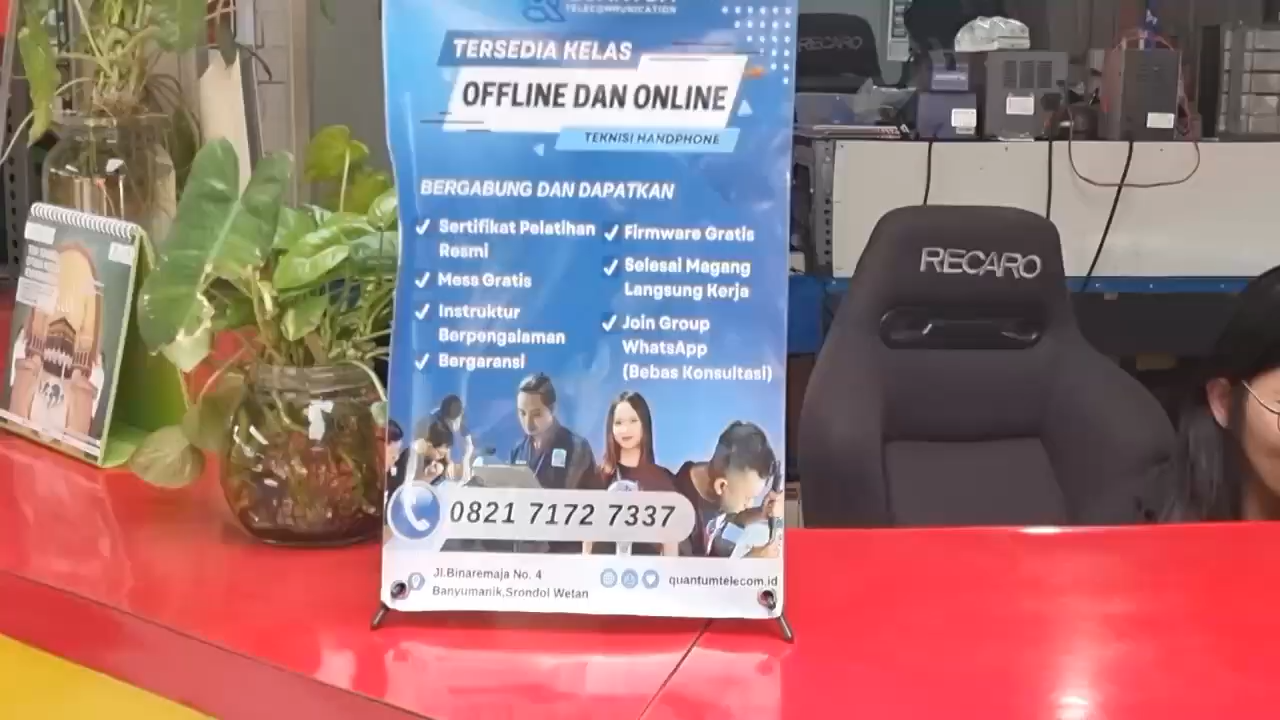 TELECOMMUNICATION
TERSEDIA KELAS
OFFLINE DAN ONLINE
TEKNISI HANDPHONE
BERGABUNG DAN DAPATKAN
Sertifikat Pelatihan
Resmi
Mess Gratis
Instruktur
Berpengalaman
Bergaransi
Firmware Gratis
Selesai Magang
Langsung Kerja
Join Group
WhatsApp
(Bebas Konsultasi)
0821 7172 7337
Jl.Binaremaja No. 4
Banyumanik,Srondol Wetan
quantumtelecom.id
RECARO
RECARO